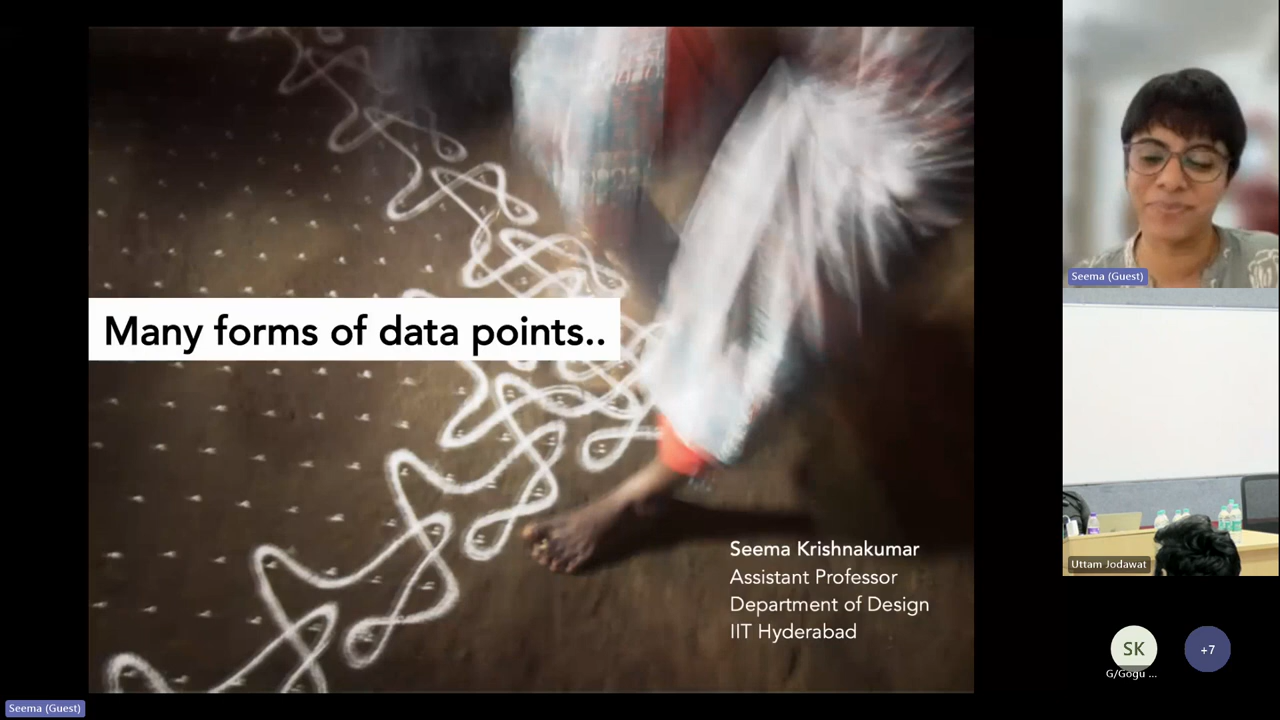 Many forms of data points..
Seema Krishnakumar
Assistant Professor
Department of Design
IIT Hyderabad
Seema (Guest)
Uttam Jodawat
SK
+7
G/Gogu ...
Seema (Guest)